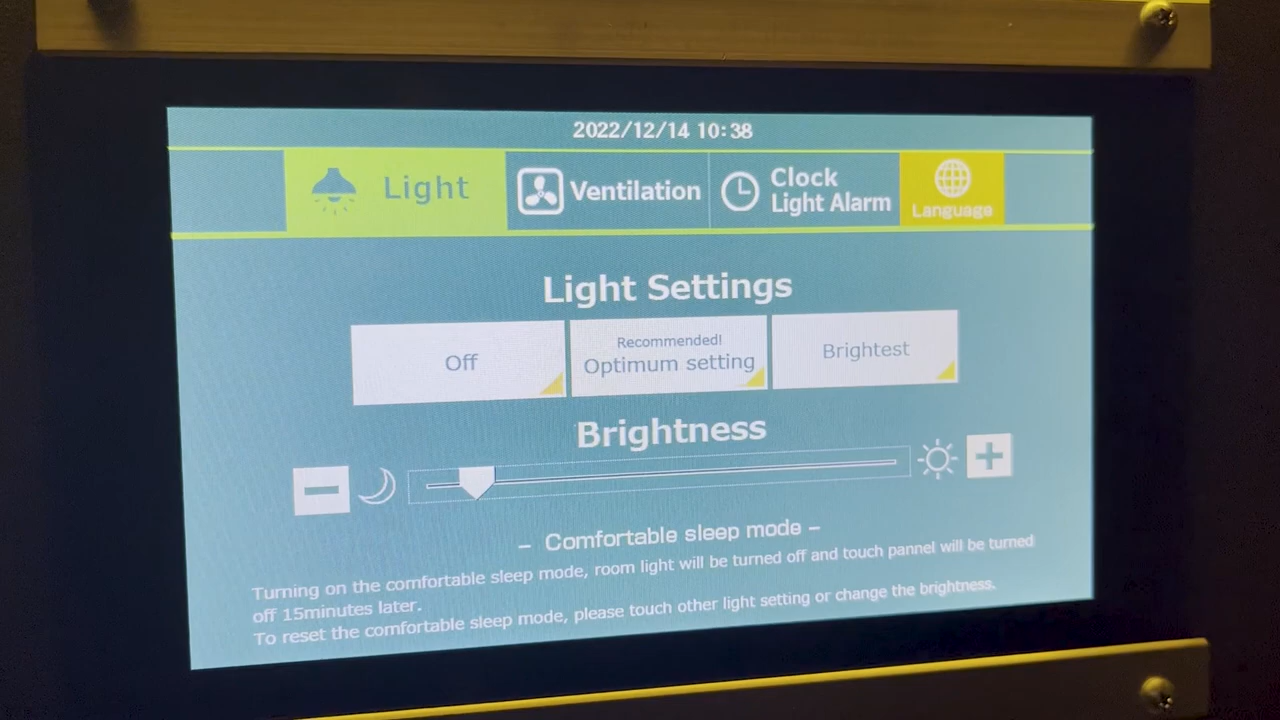 2022/12/14 10:38
Light
Ventilation
Clock
Light Alarm
Language
Light Settings
Off
Recommended!
Optimum setting
Brightest
Brightness
– Comfortable sleep mode –
Turning on the comfortable sleep mode, room light will be turned off and touch pannel will be turned
off 15minutes later.
To reset the comfortable sleep mode, please touch other light setting or change the brightness.